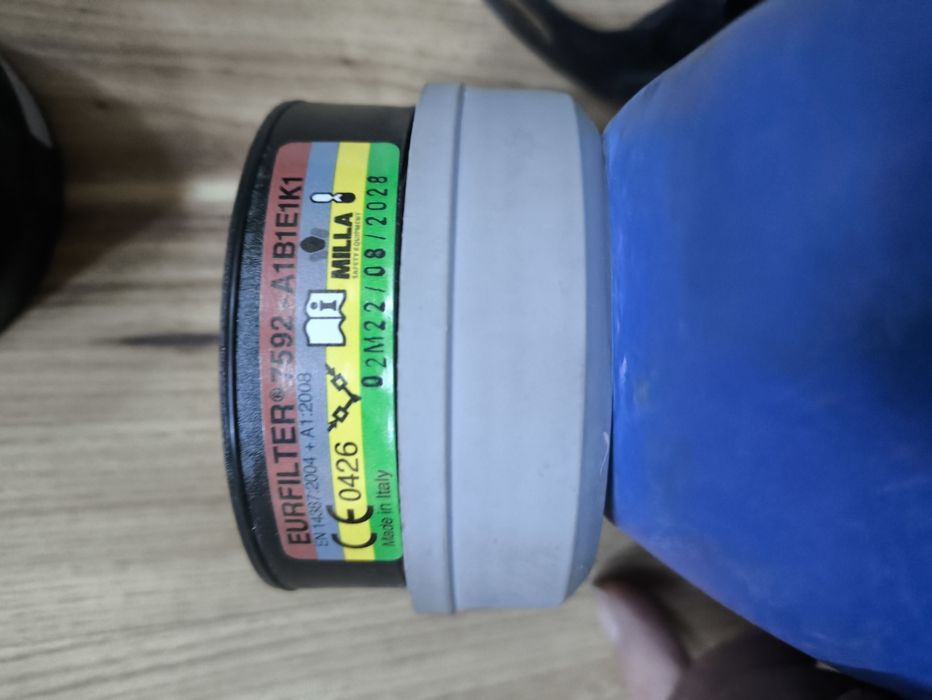 EURFILTER® 7592 - A1B1E1K1
EN 14387:2004 + A1:2008
CE 0426
MILLA
SAFETY EQUIPMENT
Made in Italy
02M22/08/2028